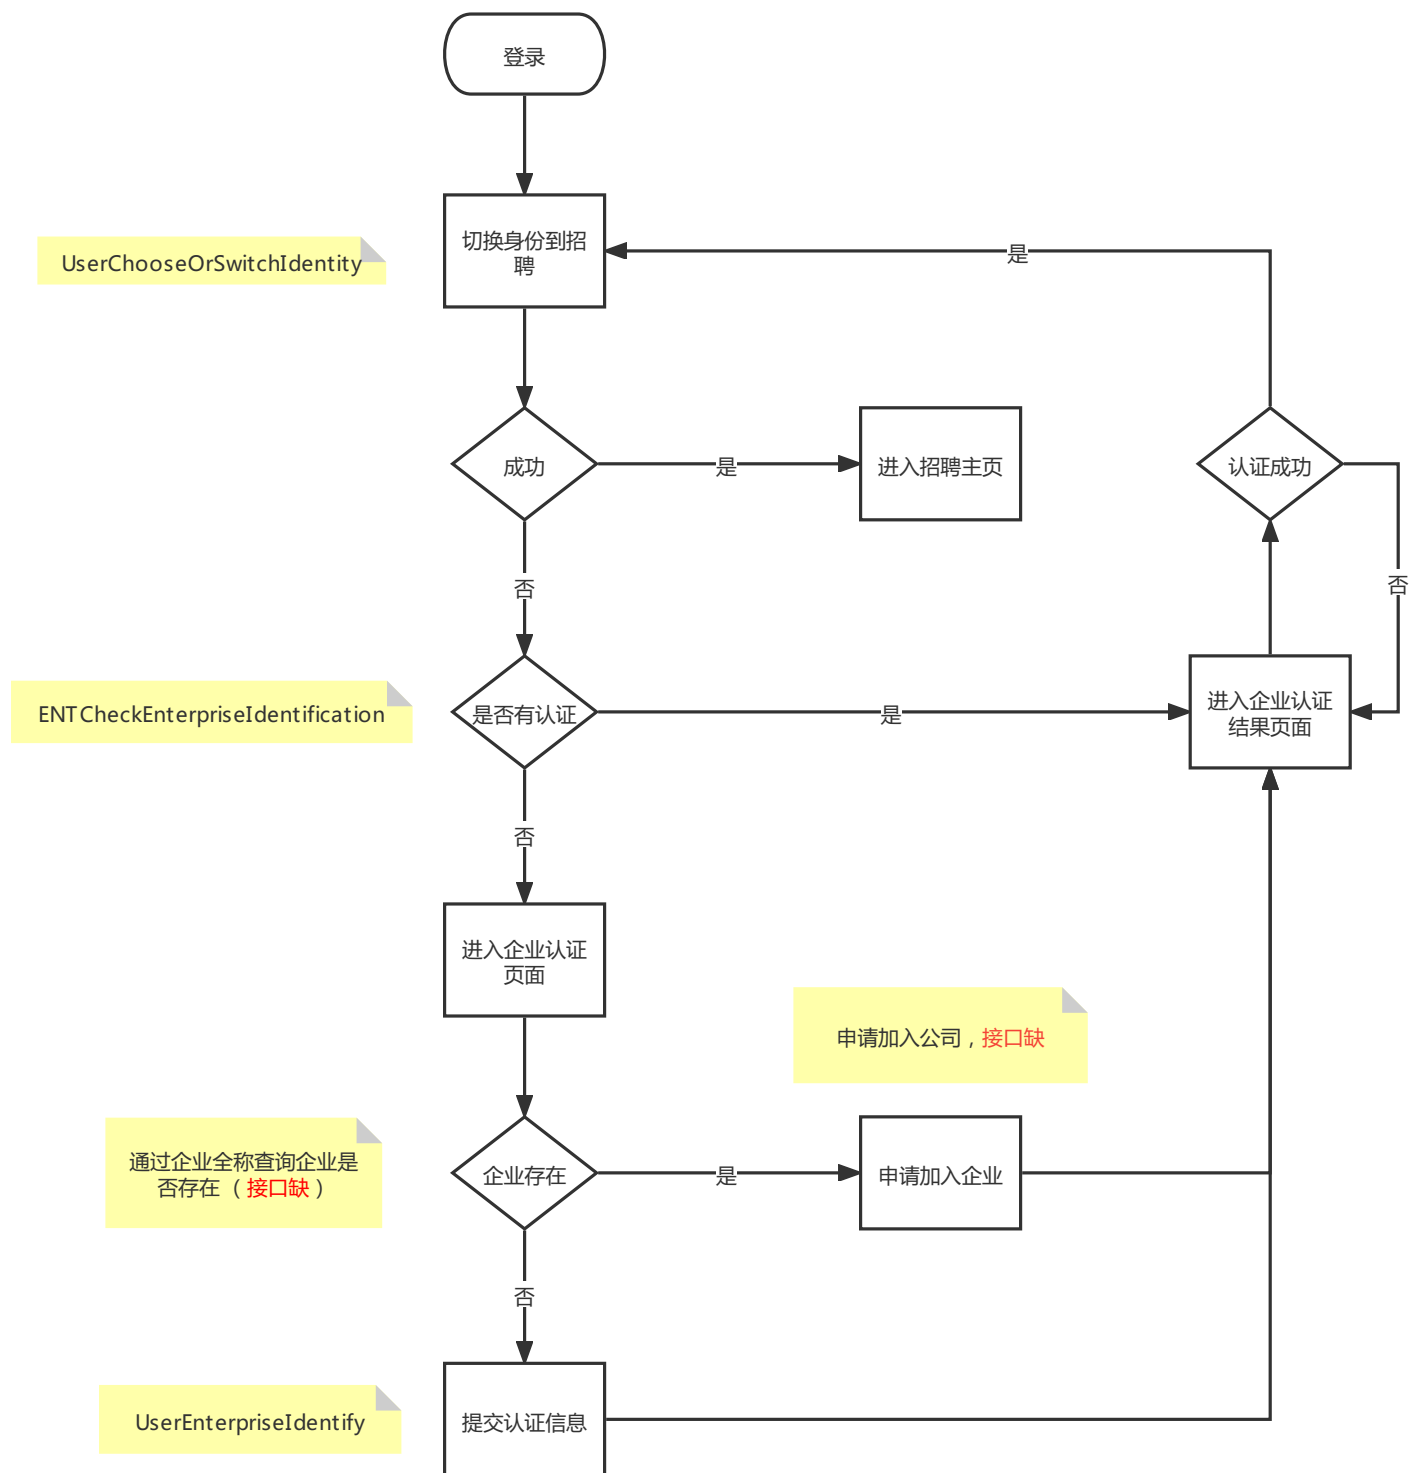 登录
切换身份到招
聘
UserChooseOrSwitchIdentity
是
成功
是
进入招聘主页
认证成功
否
否
ENTCheckEnterpriseIdentification
是否有认证
是
进入企业认证
结果页面
否
进入企业认证
页面
申请加入公司，接口缺
通过企业全称查询企业是
否存在（接口缺）
企业存在
是
申请加入企业
否
UserEnterpriseIdentify
提交认证信息